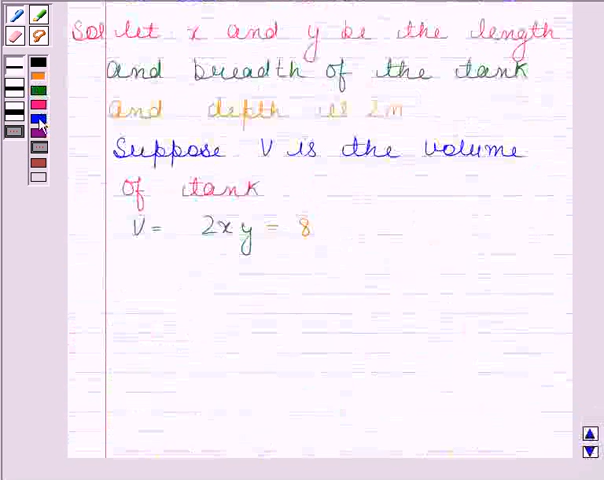 Sol let x and y be the length
and breadth of the tank
and depth is 2m
Suppose V is the volume
of tank
V = 2xy = 8